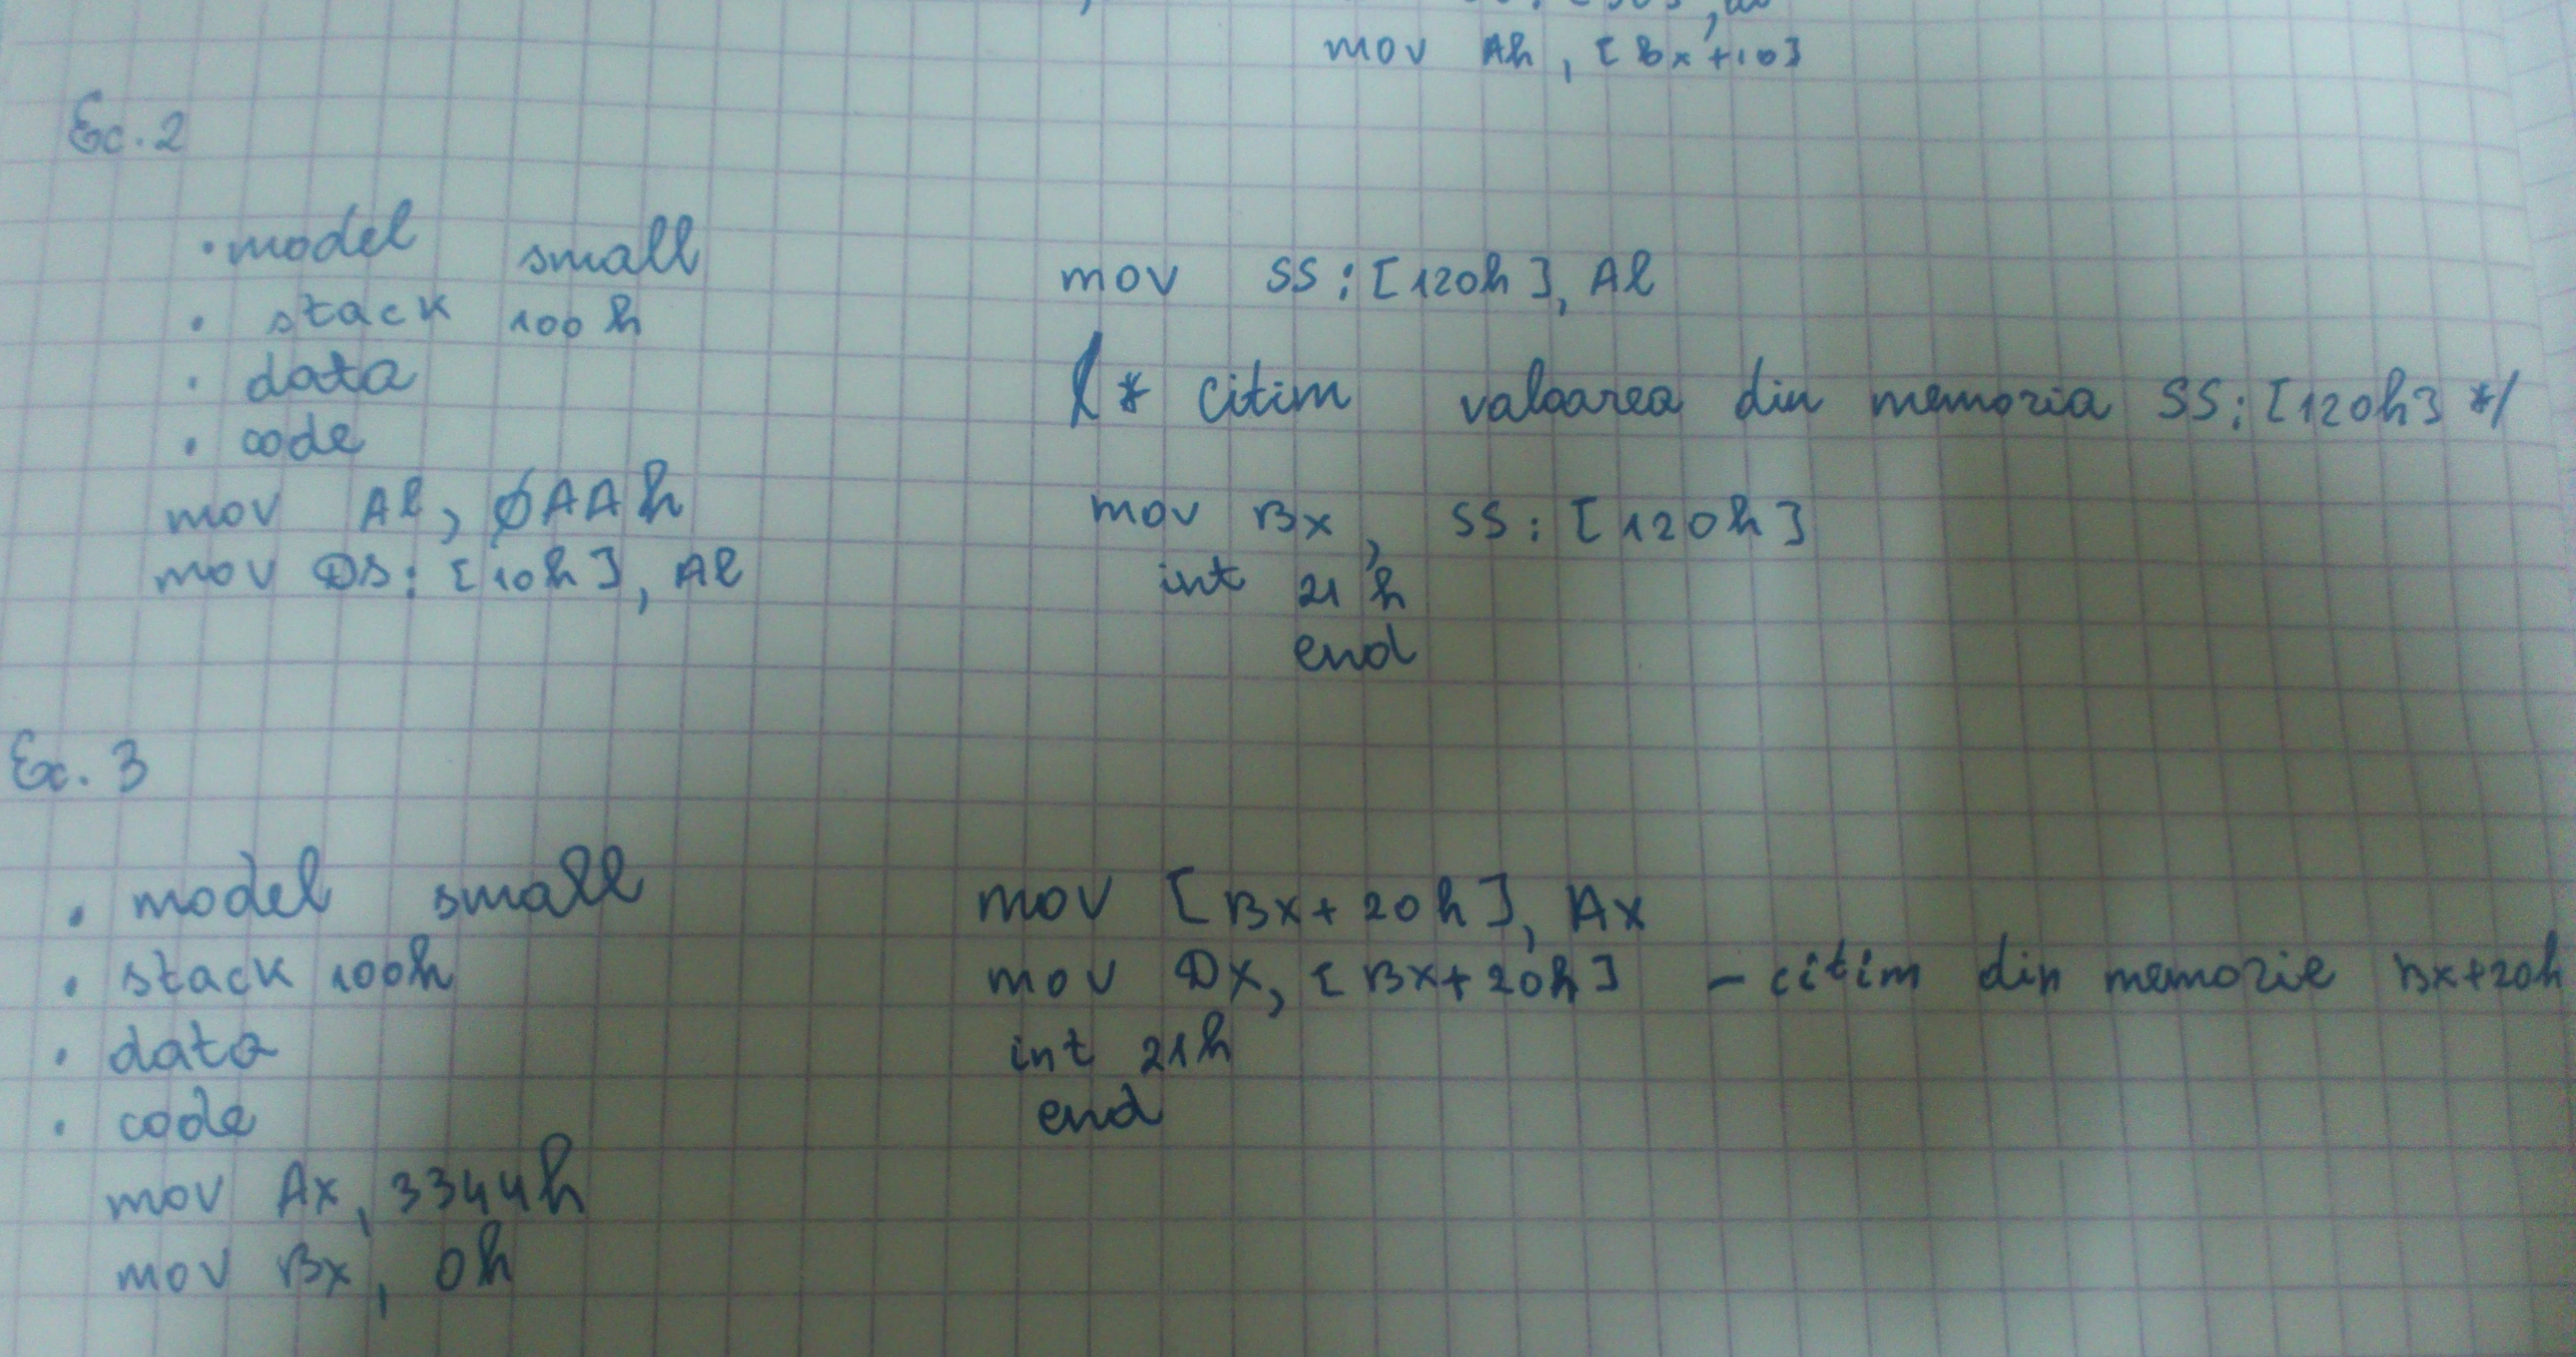 mov Ah, [Bx+10]
Ex. 2
.model small
. stack 100h
. data
. code
mov Al, 0AAh
mov DS: [10h], Al
mov SS: [120h], Al
/* citim valoarea din memoria SS: [120h] */
mov Bx, SS: [120h]
int 21h
end
Ex. 3
. model small
. stack 100h
. data
. code
mov Ax, 3344h
mov Bx, 0h
mov [Bx+20h], Ax
mov Dx, [Bx+20h] - citim din memorie Bx+20h
int 21h
end